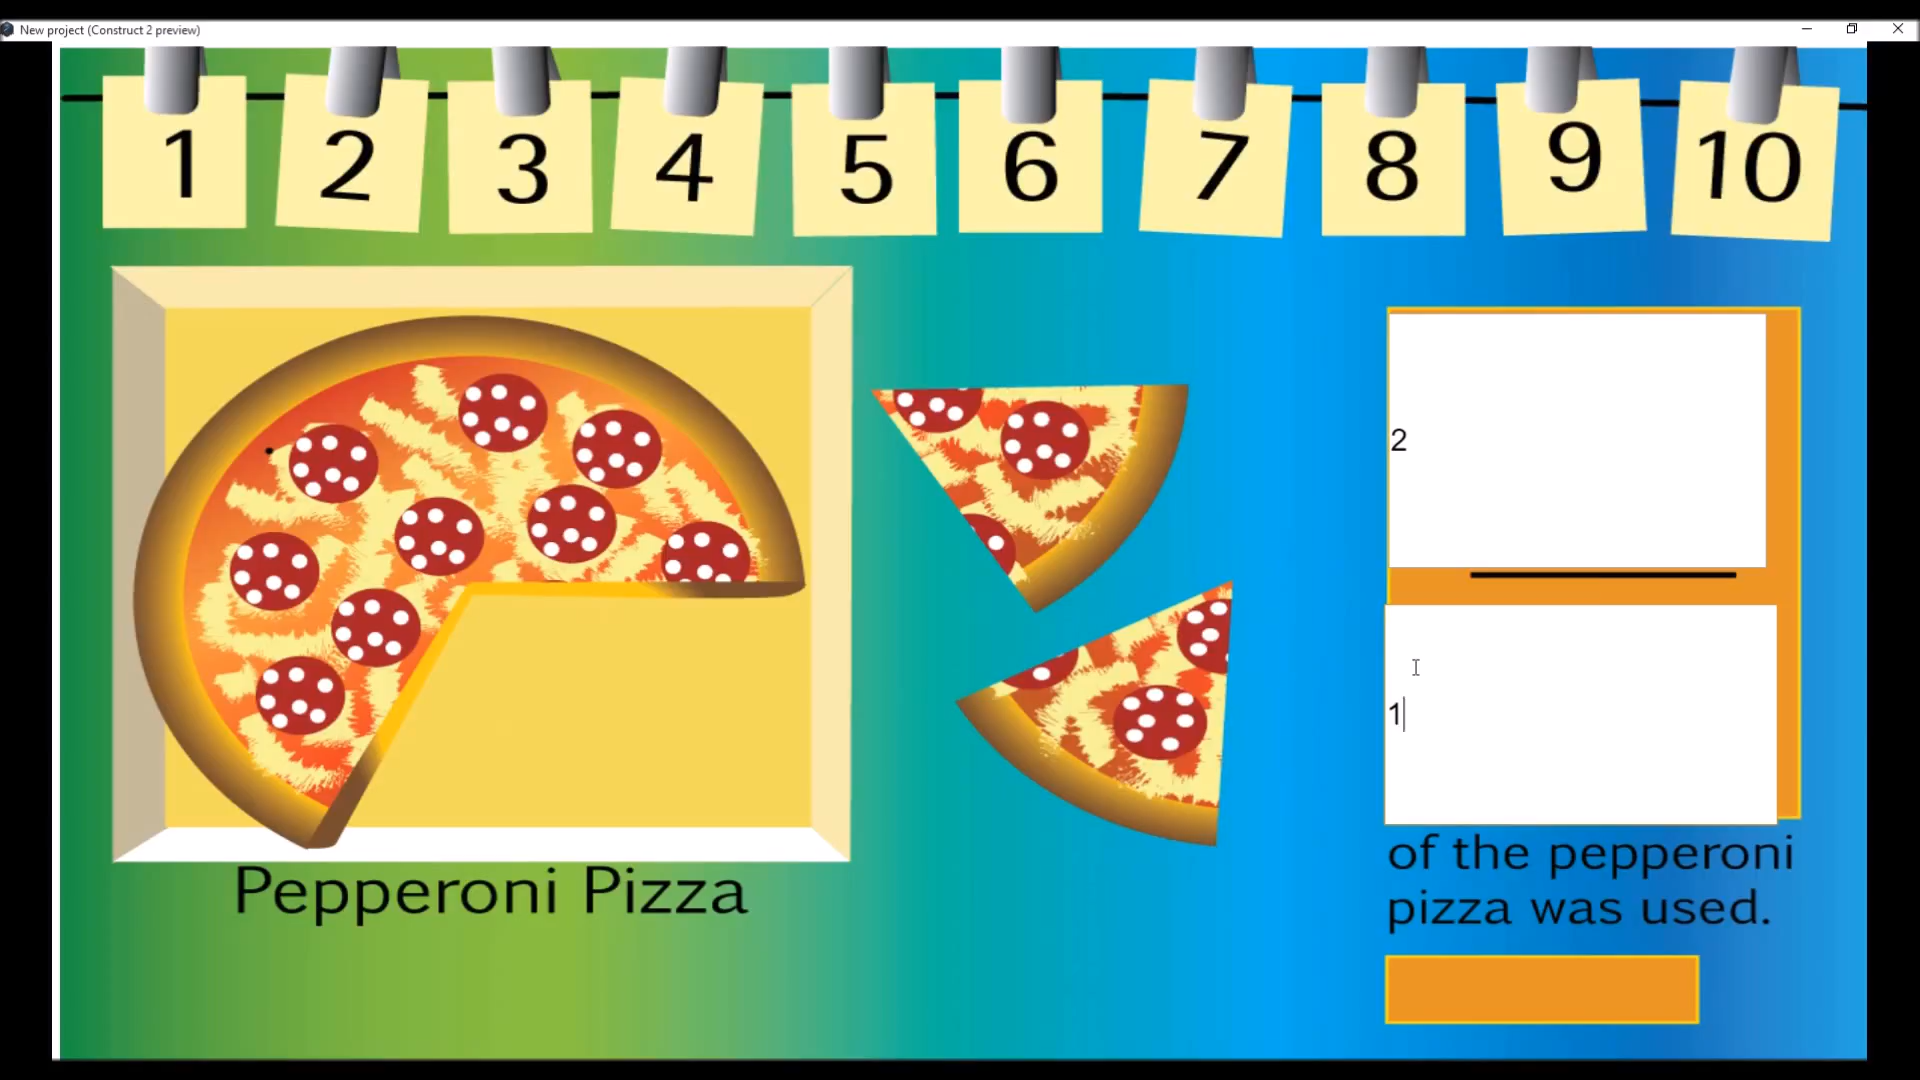 New project (Construct 2 preview)
1 2 3 4 5 6 7 8 9 10
2
1
of the pepperoni
pizza was used.
Pepperoni Pizza